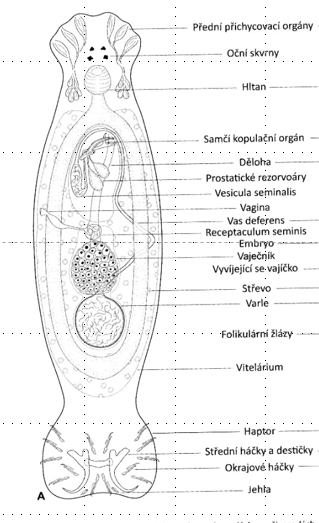 Přední přichycovací orgány
Oční skvrny
Hltan
Samčí kopulační orgán
Děloha
Prostatické rezorvoáry
Vesicula seminalis
Vagina
Vas deferens
Receptaculum seminis
Embryo
Vaječník
Vyvíjející se vajíčko
Střevo
Varle
Folikulární žlázy
Vitelárium
Haptor
Střední háčky a destičky
Okrajové háčky
Jehla
A